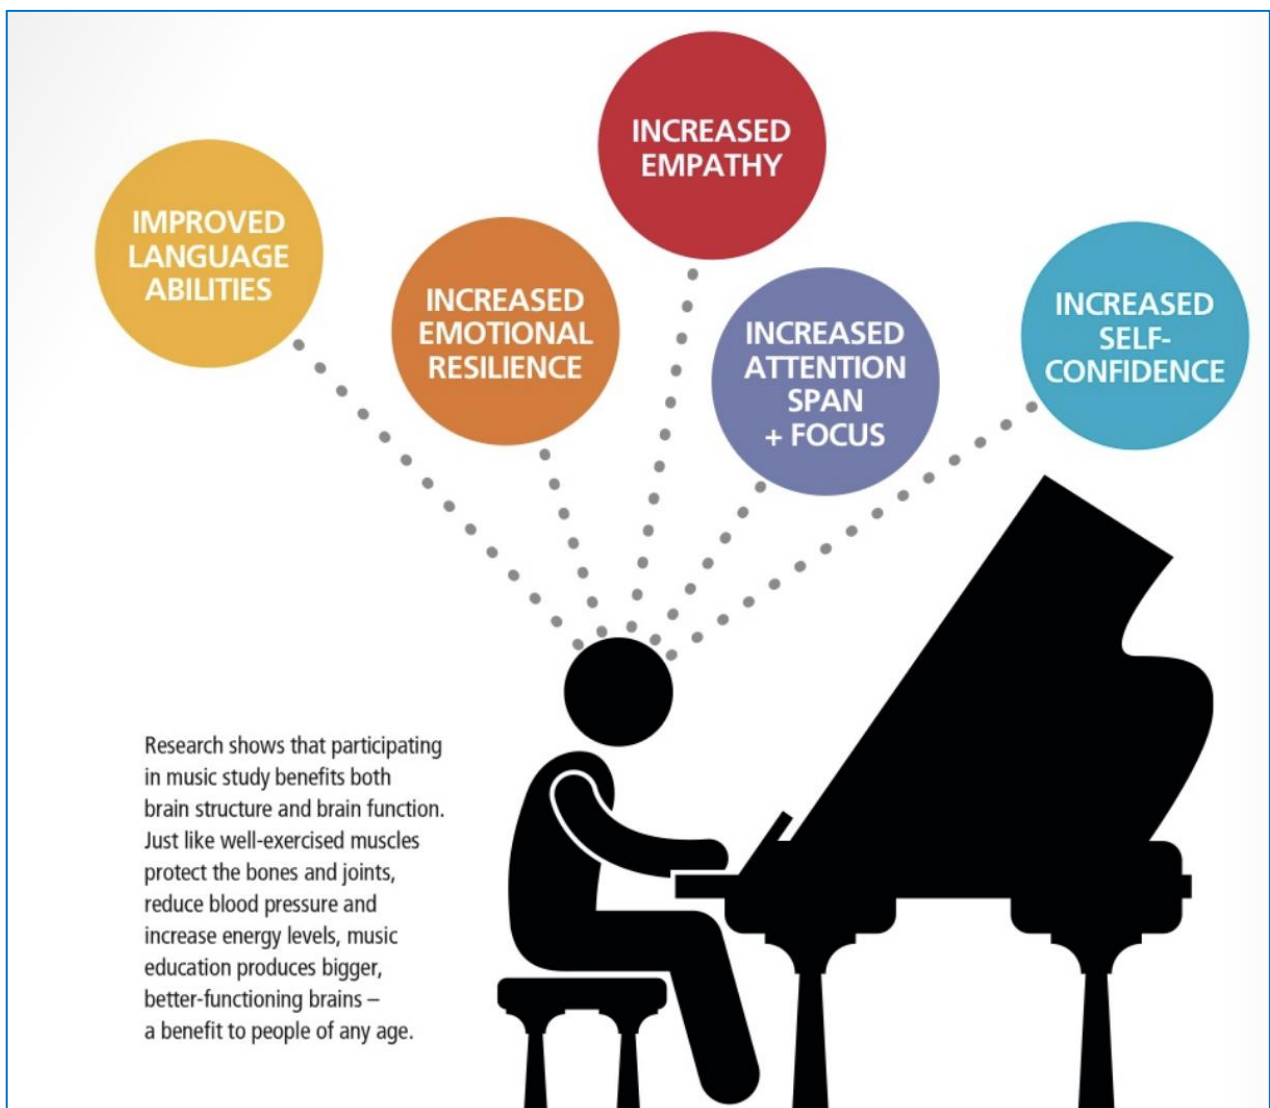 INCREASED
EMPATHY
IMPROVED
LANGUAGE
ABILITIES
INCREASED
EMOTIONAL
RESILIENCE
INCREASED
ATTENTION
SPAN
+ FOCUS
INCREASED
SELF-
CONFIDENCE
Research shows that participating
in music study benefits both
brain structure and brain function.
Just like well-exercised muscles
protect the bones and joints,
reduce blood pressure and
increase energy levels, music
education produces bigger,
better-functioning brains –
a benefit to people of any age.